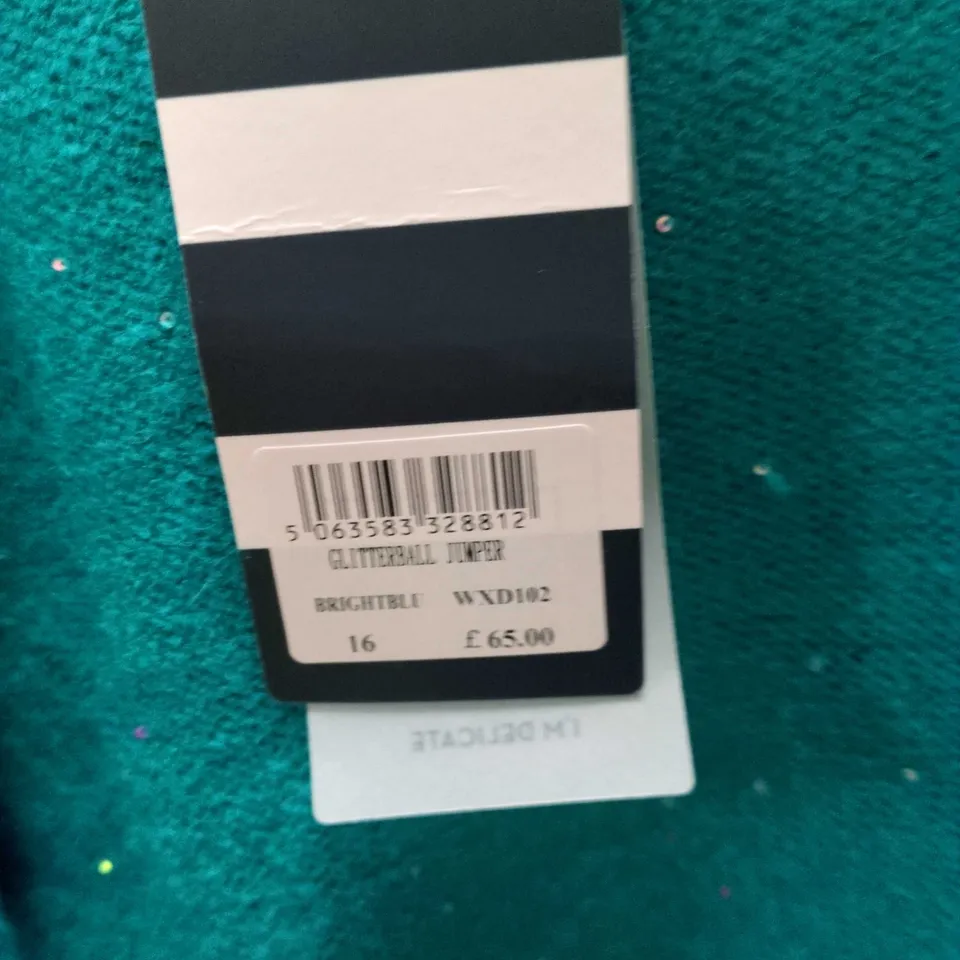 5 063583 328812
GLITTERBALL JUMPER
BRIGHTBLU WXD102
16 £65.00
I'M DELICATE